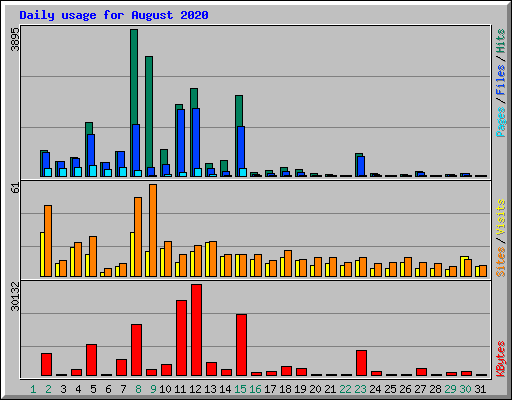 Daily usage for August 2020
3895
Pages / Files / Hits
61
Sites / Visits
30132
KBytes
1 2 3 4 5 6 7 8 9 10 11 12 13 14 15 16 17 18 19 20 21 22 23 24 25 26 27 28 29 30 31